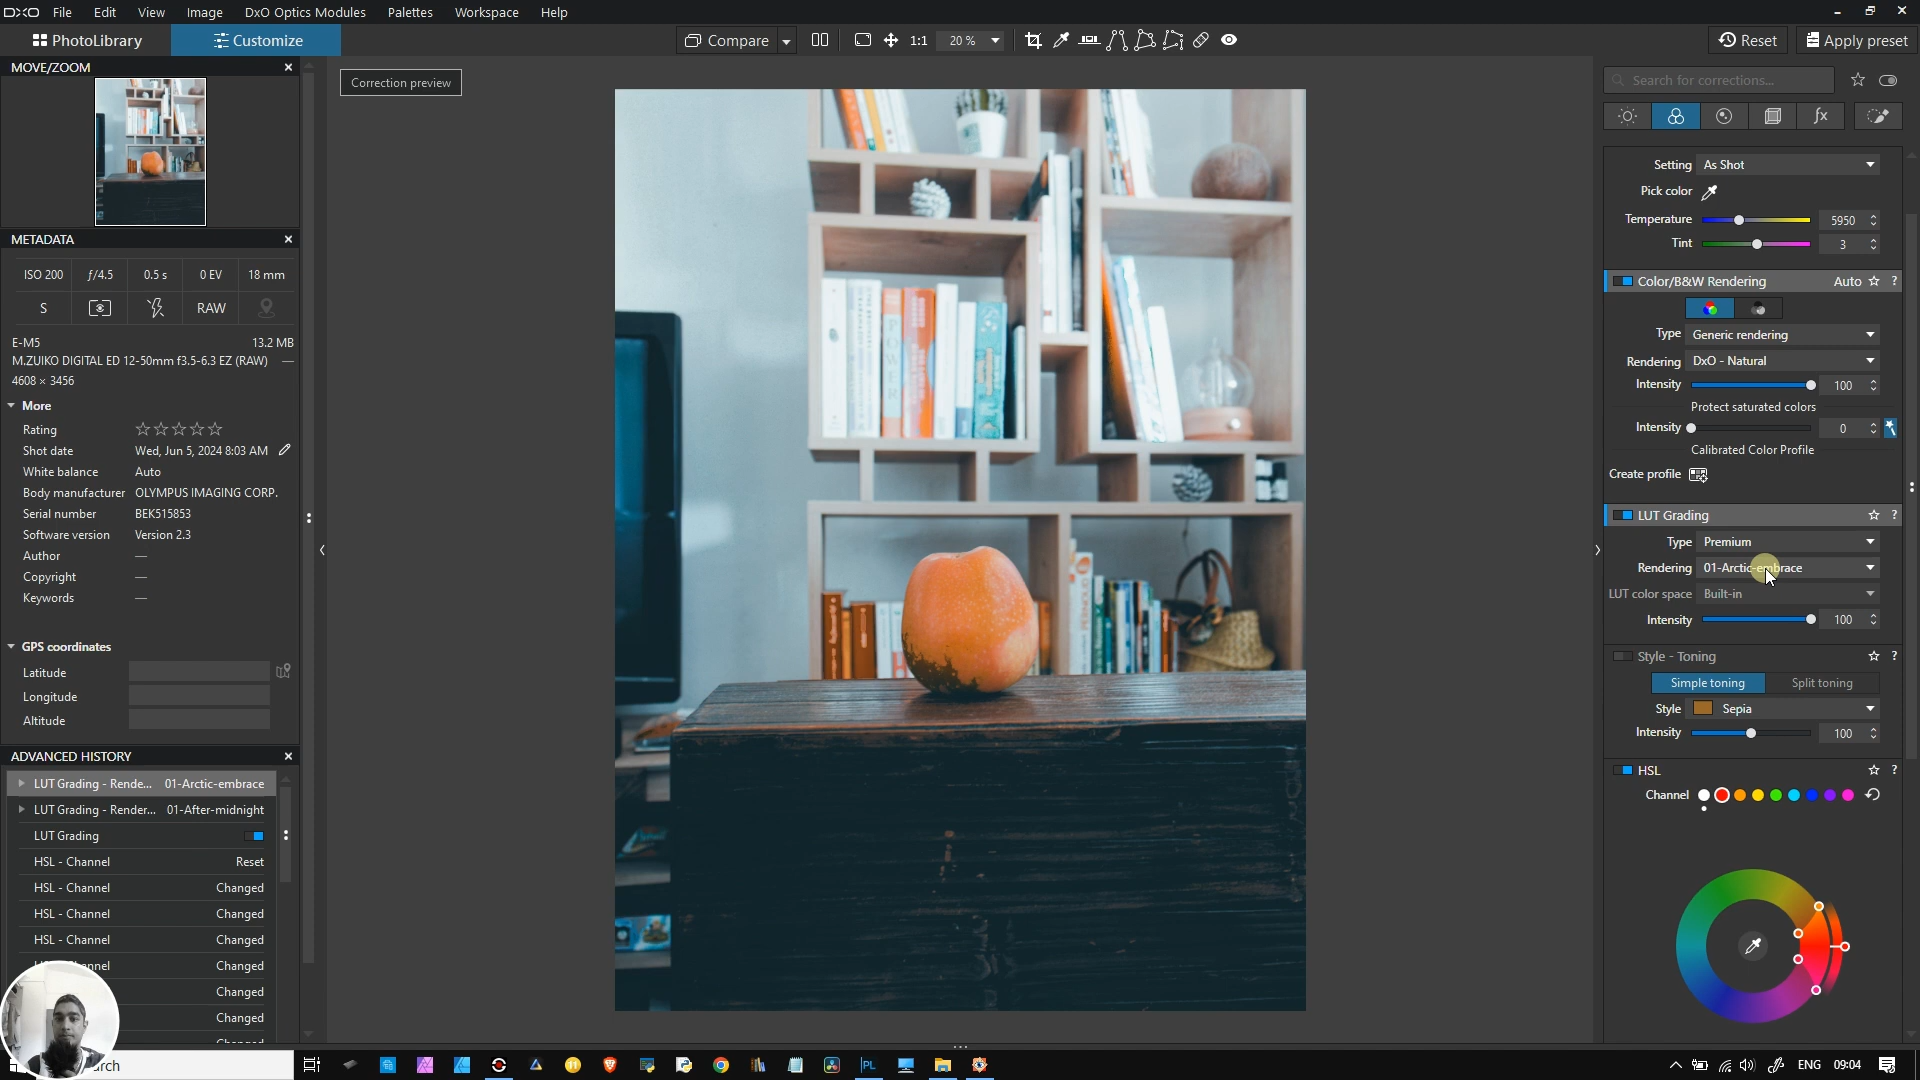 DXO File Edit View Image DxO Optics Modules Palettes Workspace Help
PhotoLibrary Customize Compare 1:1 20 % Reset Apply preset
MOVE/ZOOM
Correction preview
METADATA
ISO 200 ƒ/4.5 0.5 s 0 EV 18 mm
S RAW
E-M5 13.2 MB
M.ZUIKO DIGITAL ED 12-50mm f3.5-6.3 EZ (RAW) —
4608 × 3456
More
Rating
Shot date Wed, Jun 5, 2024 8:03 AM
White balance Auto
Body manufacturer OLYMPUS IMAGING CORP.
Serial number BEK515853
Software version Version 2.3
Author —
Copyright —
Keywords —
GPS coordinates
Latitude
Longitude
Altitude
ADVANCED HISTORY
LUT Grading - Rende... 01-Arctic-embrace
LUT Grading - Render... 01-After-midnight
LUT Grading
HSL - Channel Reset
HSL - Channel Changed
HSL - Channel Changed
HSL - Channel Changed
Changed
Changed
Changed
POWER
Search for corrections...
fx
Setting As Shot
Pick color
Temperature 5950
Tint 3
Color/B&W Rendering Auto ?
Type Generic rendering
Rendering DxO - Natural
Intensity 100
Protect saturated colors
Intensity 0
Calibrated Color Profile
Create profile
LUT Grading ?
Type Premium
Rendering 01-Arctic-embrace
LUT color space Built-in
Intensity 100
Style - Toning ?
Simple toning Split toning
Style Sepia
Intensity 100
HSL ?
Channel
PL ENG 09:04